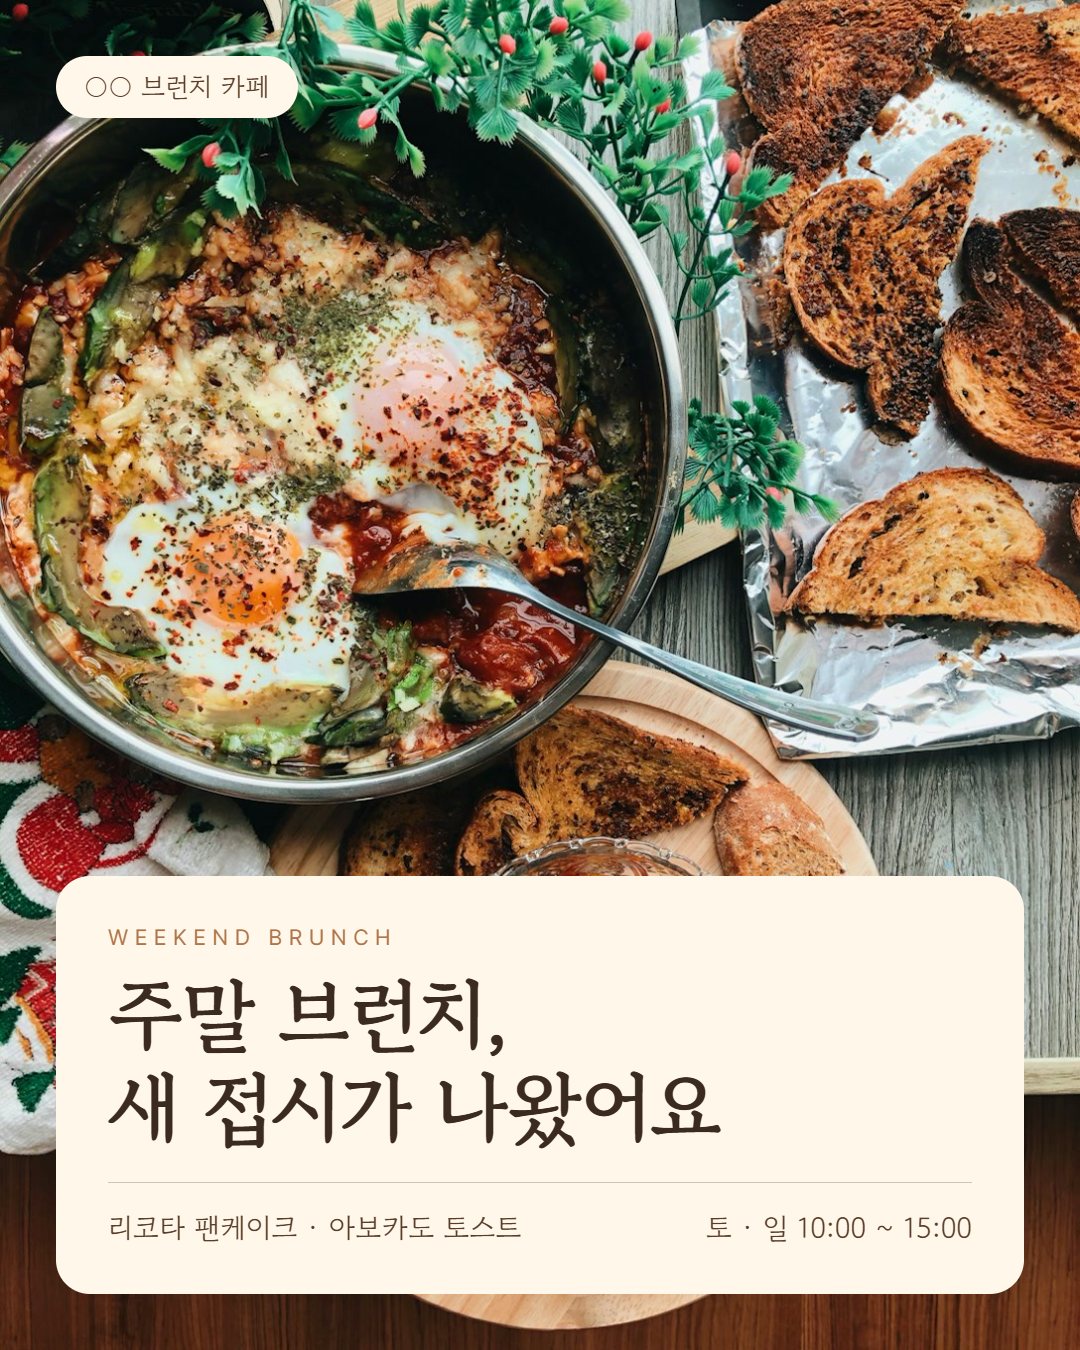 ○○ 브런치 카페
WEEKEND BRUNCH
주말 브런치,
새 접시가 나왔어요
리코타 팬케이크 · 아보카도 토스트
토 · 일 10:00 ~ 15:00